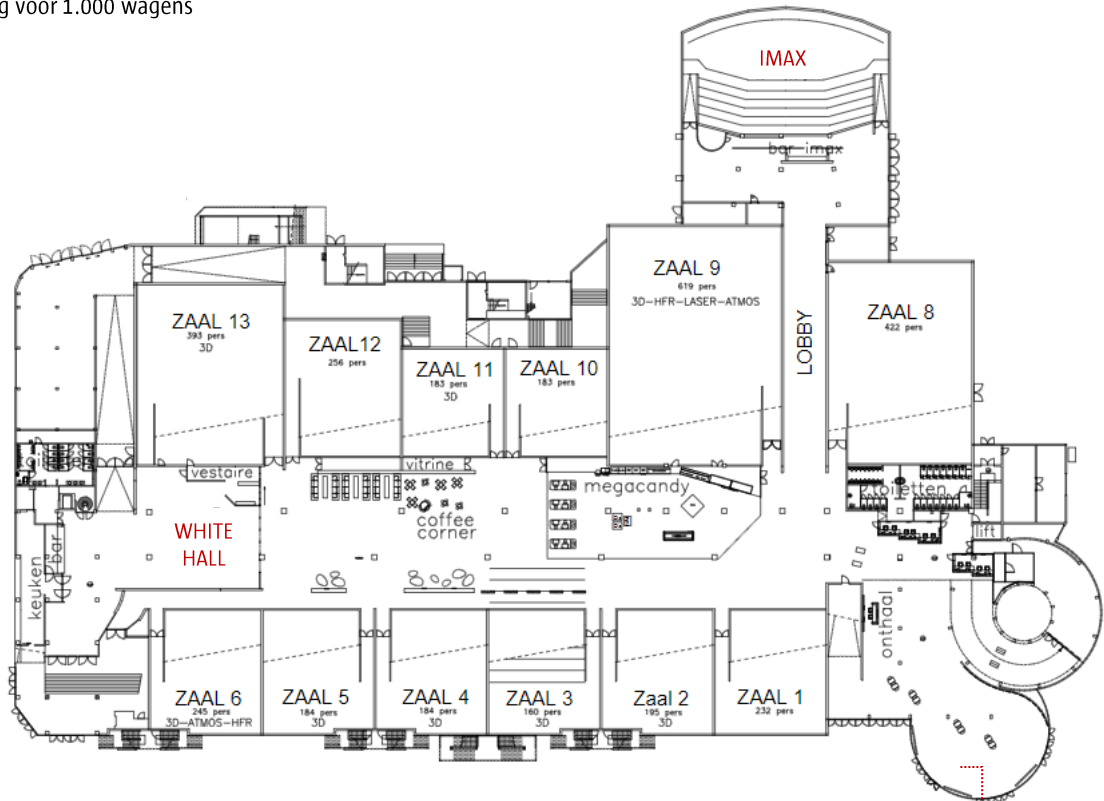 g voor 1.000 wagens
IMAX
bar imax
ZAAL 9
619 pers
3D-HFR-LASER-ATMOS
ZAAL 8
422 pers
LOBBY
ZAAL 13
393 pers
3D
ZAAL12
256 pers
ZAAL 11
183 pers
3D
ZAAL 10
183 pers
vestaire
vitrine
megacandy
toiletten
coffee
corner
WHITE
HALL
bar
keuken
lift
onthaal
ZAAL 6
245 pers
3D-ATMOS-HFR
ZAAL 5
184 pers
3D
ZAAL 4
184 pers
3D
ZAAL 3
160 pers
3D
Zaal 2
195 pers
3D
ZAAL 1
232 pers